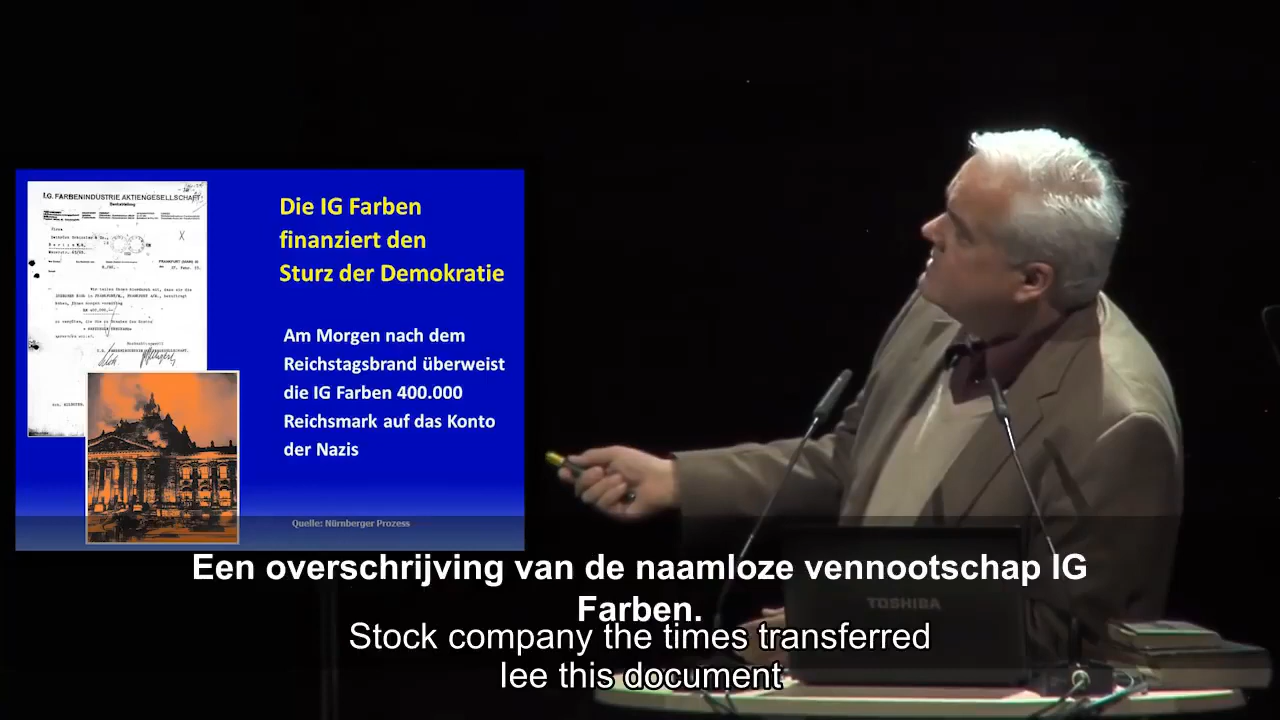 I.G. FARBENINDUSTRIE AKTIENGESELLSCHAFT
Die IG Farben
finanziert den
Sturz der Demokratie
Am Morgen nach dem
Reichstagsbrand überweist
die IG Farben 400.000
Reichsmark auf das Konto
der Nazis
Quelle: Nürnberger Prozess
TOSHIBA
Een overschrijving van de naamloze vennootschap IG
Farben.
Stock company the times transferred
lee this document